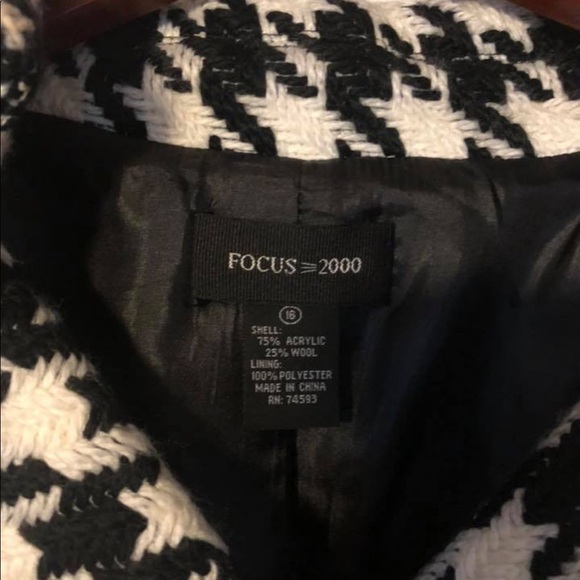 FOCUS 2000
16
SHELL:
75% ACRYLIC
25% WOOL
LINING:
100% POLYESTER
MADE IN CHINA
RN: 74593